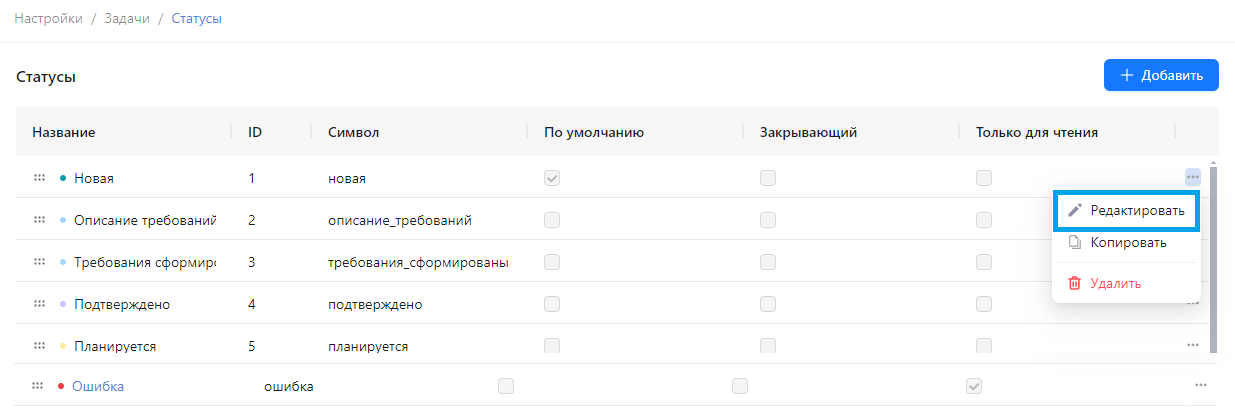 Настройки / Задачи / Статусы
Статусы
Добавить
Название ID Символ По умолчанию Закрывающий Только для чтения
Новая 1 новая
Редактировать
Описание требований 2 описание_требований
Копировать
Требования сформиро 3 требования_сформированы
Удалить
Подтверждено 4 подтверждено
Планируется 5 планируется
Ошибка ошибка